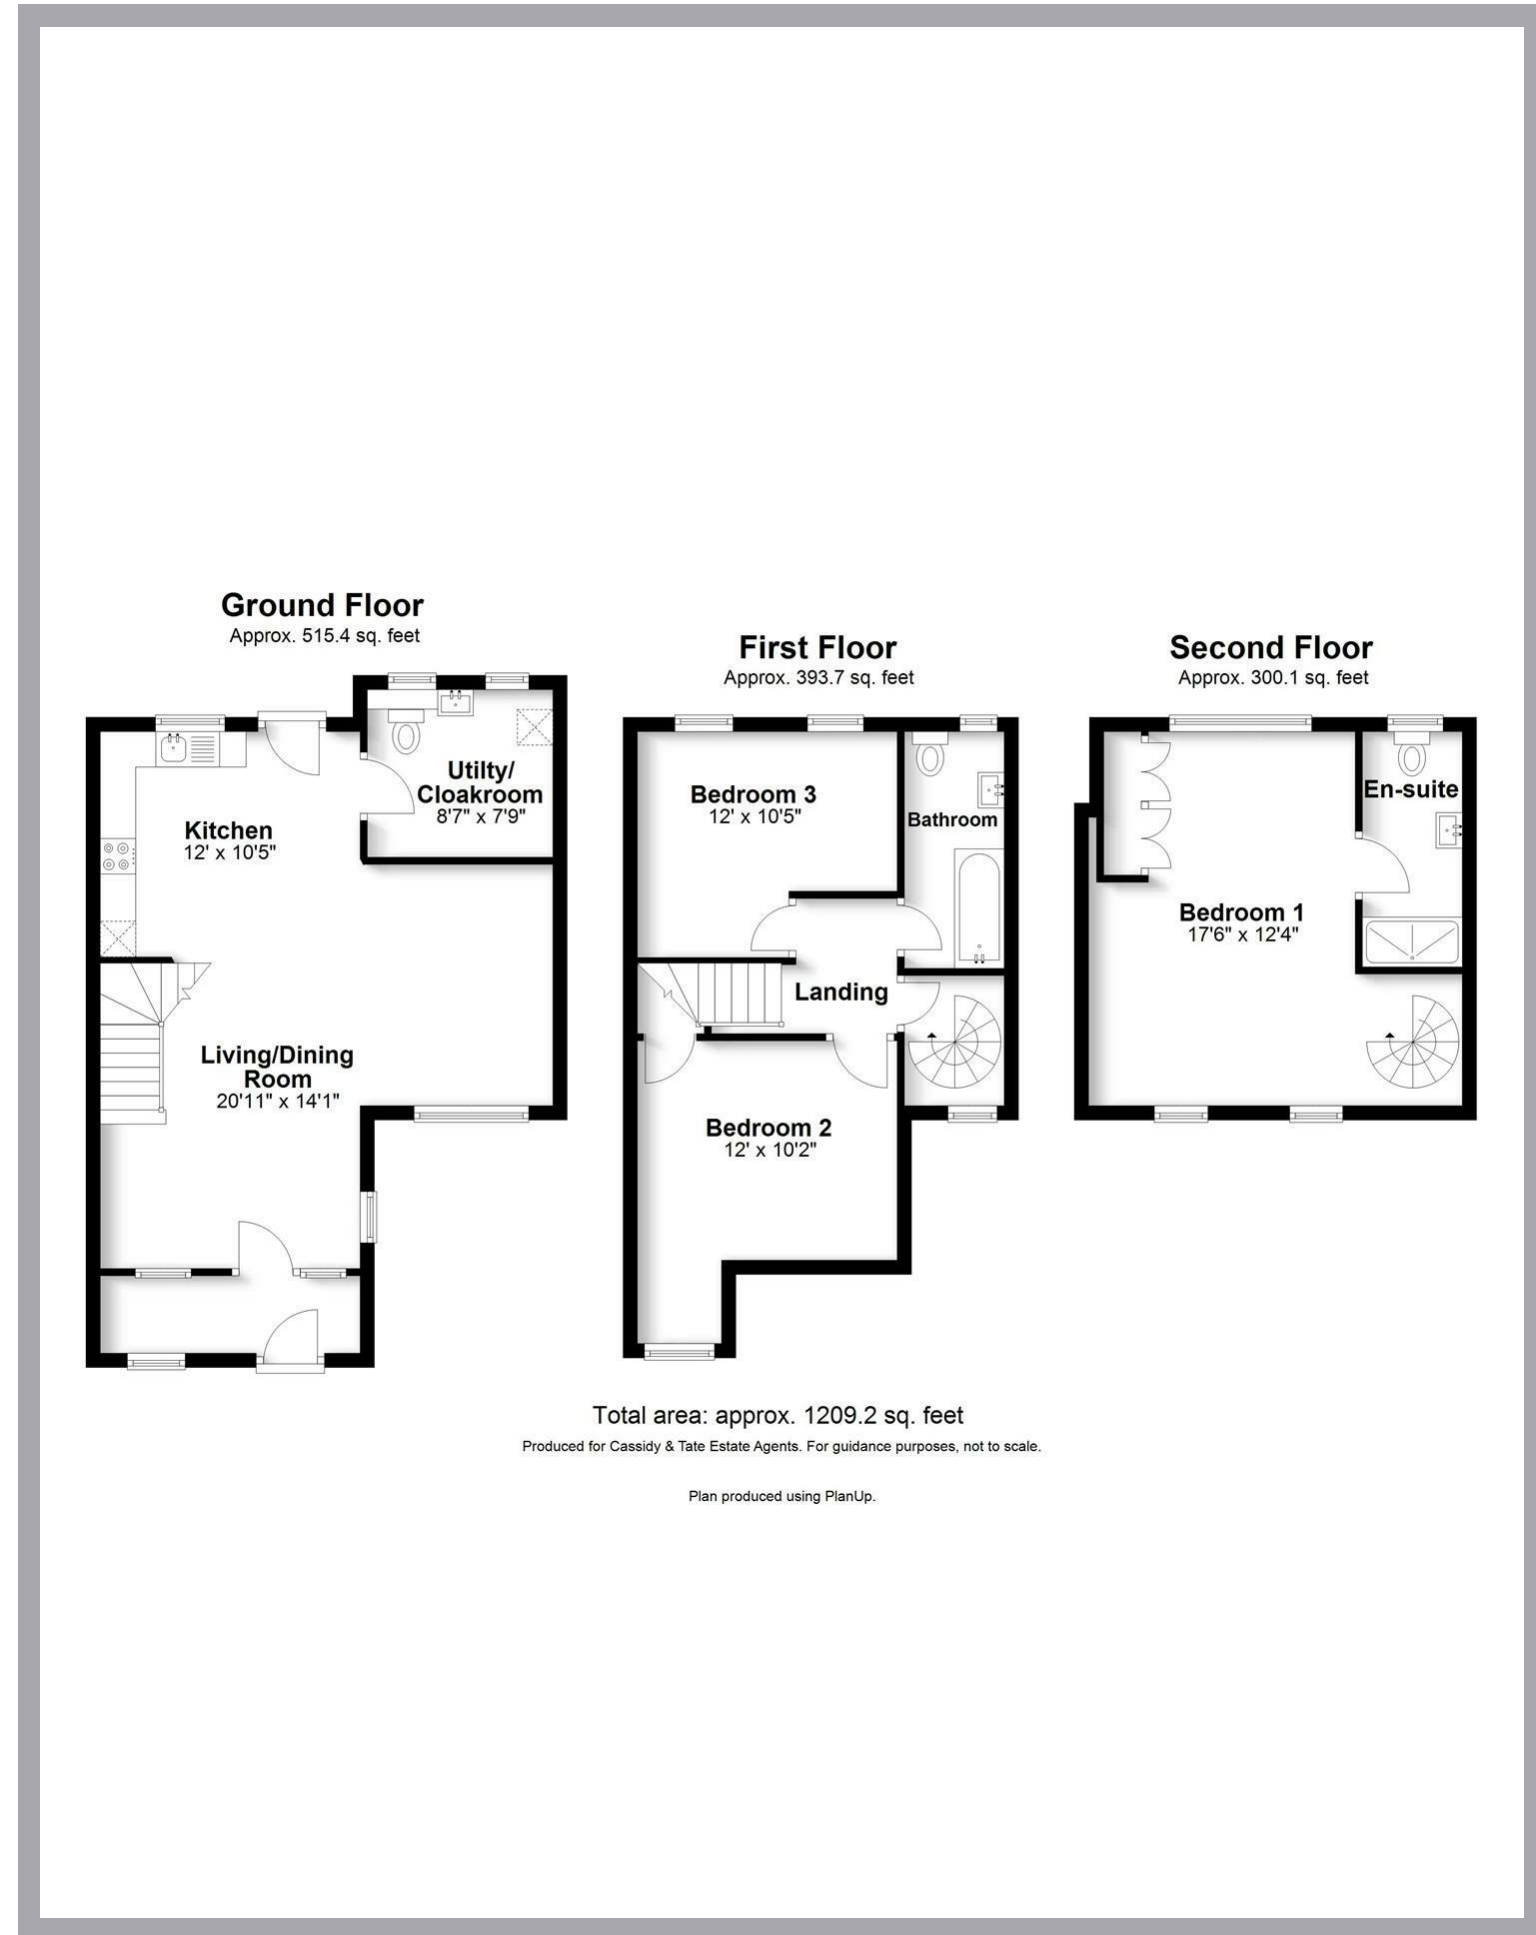 Ground Floor
Approx. 515.4 sq. feet
Utilty/
Cloakroom
8'7" x 7'9"
Kitchen
12' x 10'5"
Living/Dining
Room
20'11" x 14'1"
First Floor
Approx. 393.7 sq. feet
Bedroom 3
12' x 10'5"
Bathroom
Landing
Bedroom 2
12' x 10'2"
Second Floor
Approx. 300.1 sq. feet
En-suite
Bedroom 1
17'6" x 12'4"
Total area: approx. 1209.2 sq. feet
Produced for Cassidy & Tate Estate Agents. For guidance purposes, not to scale.
Plan produced using PlanUp.